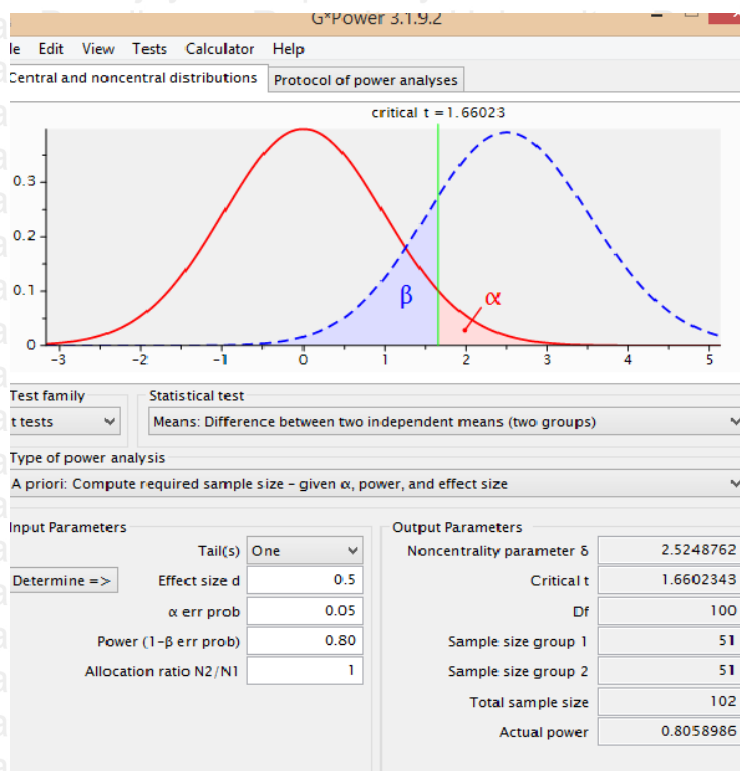 G*Power 3.1.9.2
Edit View Tests Calculator Help
Central and noncentral distributions Protocol of power analyses
critical t = 1.66023
0.3
0.2
0.1
0
β
α
-3 -2 -1 0 1 2 3 4 5
Test family Statistical test
t tests Means: Difference between two independent means (two groups)
Type of power analysis
A priori: Compute required sample size – given α, power, and effect size
Input Parameters Output Parameters
Tail(s) One Noncentrality parameter δ 2.5248762
Determine => Effect size d 0.5 Critical t 1.6602343
α err prob 0.05 Df 100
Power (1-β err prob) 0.80 Sample size group 1 51
Allocation ratio N2/N1 1 Sample size group 2 51
Total sample size 102
Actual power 0.8058986